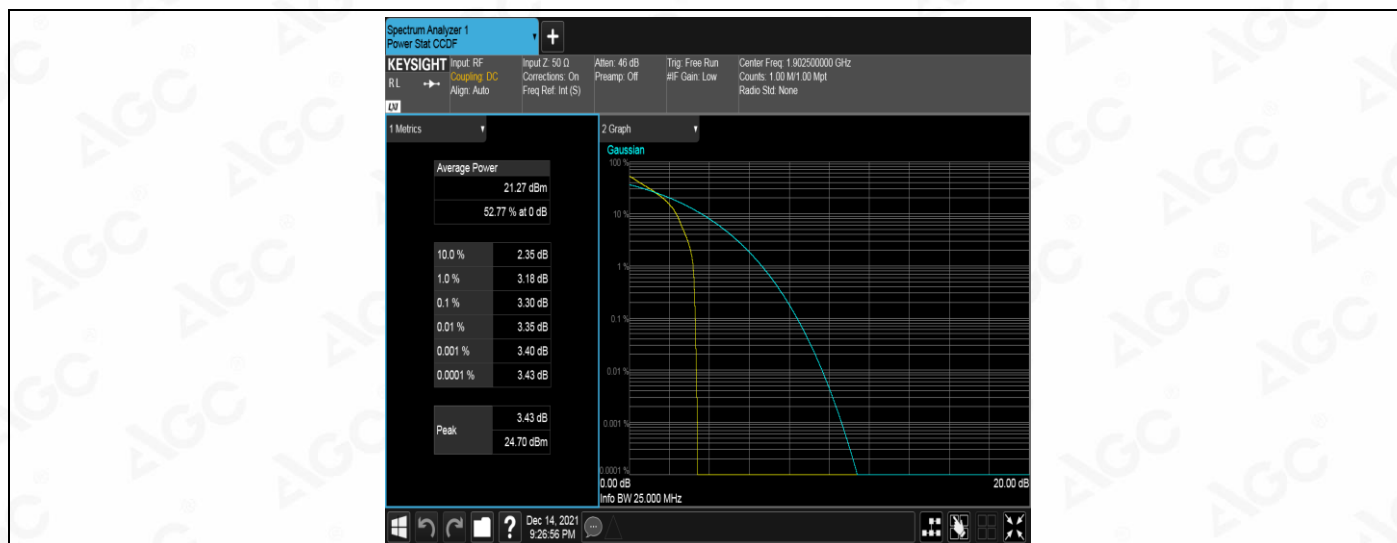 Spectrum Analyzer 1
Power Stat CCDF
KEYSIGHT
Input: RF
Coupling: DC
Align: Auto
Input Z: 50 Ω
Corrections: On
Freq Ref: Int (S)
Atten: 46 dB
Preamp: Off
Trig: Free Run
#IF Gain: Low
Center Freq: 1.902500000 GHz
Counts: 1.00 M/1.00 Mpt
Radio Std: None
R L
LXI
1 Metrics
Average Power
21.27 dBm
52.77 % at 0 dB
10.0 % 2.35 dB
1.0 % 3.18 dB
0.1 % 3.30 dB
0.01 % 3.35 dB
0.001 % 3.40 dB
0.0001 % 3.43 dB
Peak
3.43 dB
24.70 dBm
2 Graph
Gaussian
100 %
10 %
1 %
0.1 %
0.01 %
0.001 %
0.0001 %
0.00 dB
20.00 dB
Info BW 25.000 MHz
Dec 14, 2021
9:26:56 PM
AGC